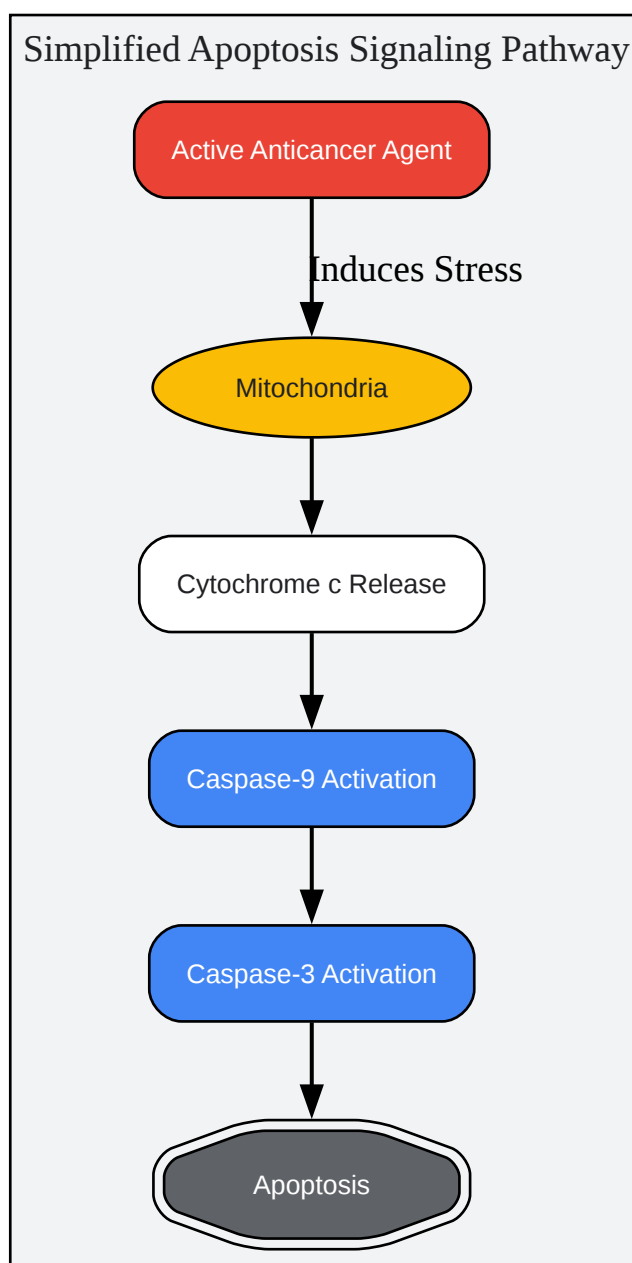 Simplified Apoptosis Signaling Pathway
Active Anticancer Agent
Induces Stress
Mitochondria
Cytochrome c Release
Caspase-9 Activation
Caspase-3 Activation
Apoptosis